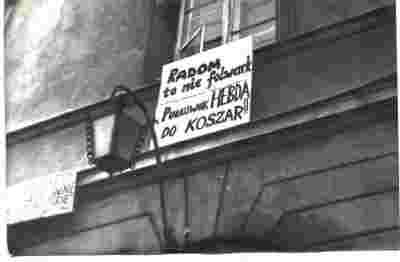 RADOM
to nie folwark
PUŁKOWNIK HEBDA
DO KOSZAR!!